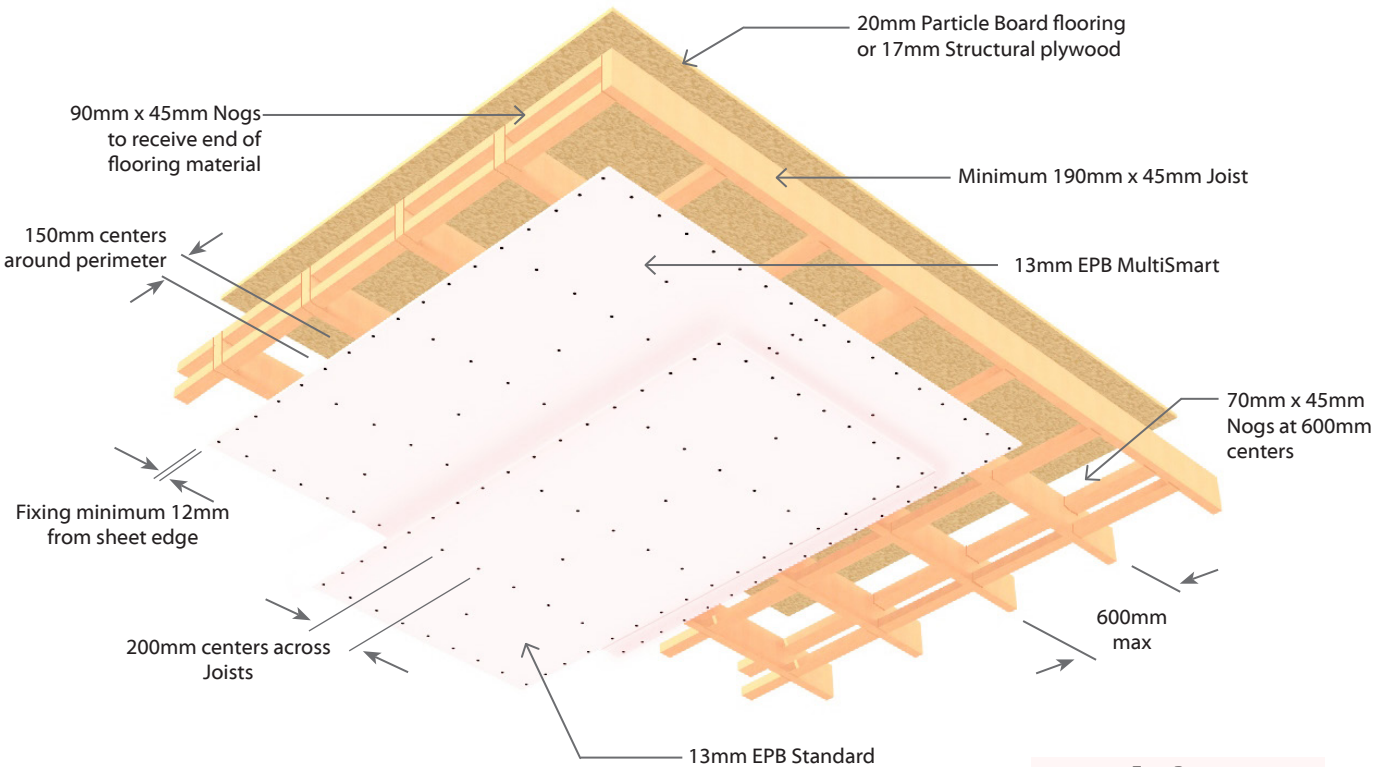 20mm Particle Board flooring
or 17mm Structural plywood
90mm x 45mm Nogs
to receive end of
flooring material
Minimum 190mm x 45mm Joist
150mm centers
around perimeter
13mm EPB MultiSmart
70mm x 45mm
Nogs at 600mm
centers
Fixing minimum 12mm
from sheet edge
600mm
max
200mm centers across
Joists
13mm EPB Standard